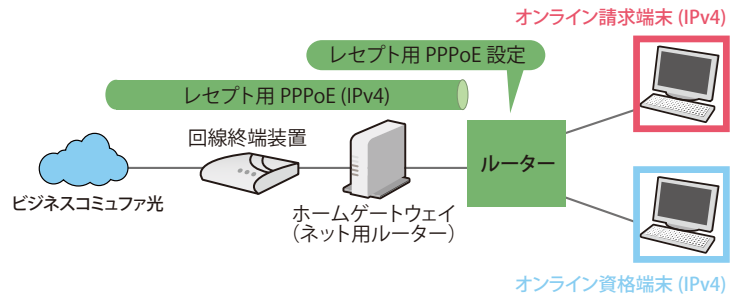 オンライン請求端末 (IPv4)
レセプト用 PPPoE 設定
レセプト用 PPPoE (IPv4)
回線終端装置
ルーター
ビジネスコミュファ光
ホームゲートウェイ
（ネット用ルーター）
オンライン資格端末 (IPv4)